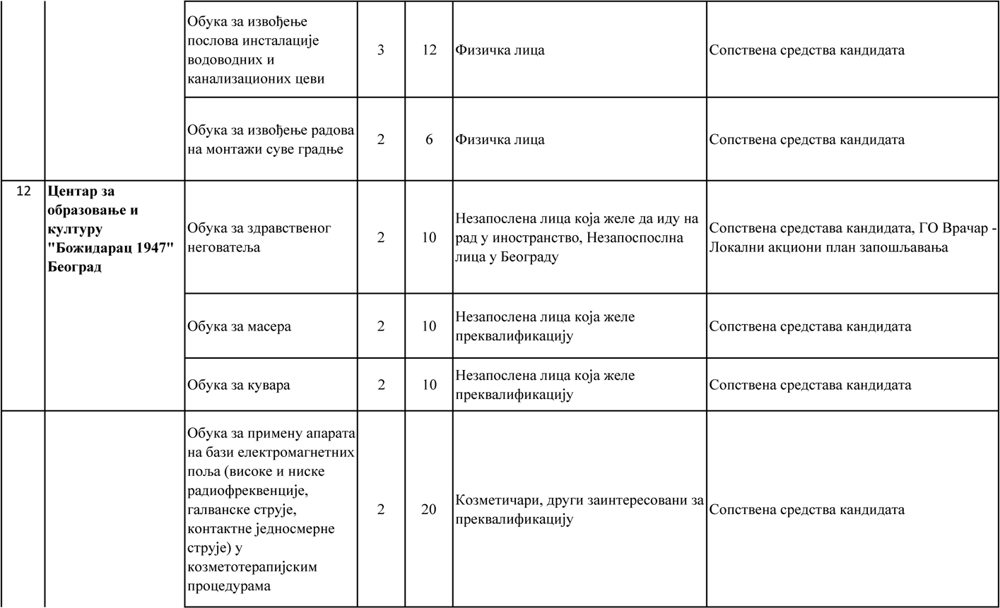 Обука за извођење
послова инсталације
водоводних и
канализационих цеви
3
12
Физичка лица
Сопствена средства кандидата
Обука за извођење радова
на монтажи суве градње
2
6
Физичка лица
Сопствена средства кандидата
12
Центар за
образовање и
културу
"Божидарац 1947"
Београд
Обука за здравственог
неговатеља
2
10
Незапослена лица која желе да иду на
рад у иностранство, Незапоспослна
лица у Београду
Сопствена средстава кандидата, ГО Врачар -
Локални акциони план запошљавања
Обука за масера
2
10
Незапослена лица која желе
преквалификацију
Сопствена средстава кандидата
Обука за кувара
2
10
Незапослена лица која желе
преквалификацију
Сопствена средстава кандидата
Обука за примену апарата
на бази електромагнетних
поља (високе и ниске
радиофреквенције,
галванске струје,
контактне једносмерне
струје) у
козметотерапијским
процедурама
2
20
Козметичари, други заинтересовани за
преквалификацију
Сопствена средства кандидата